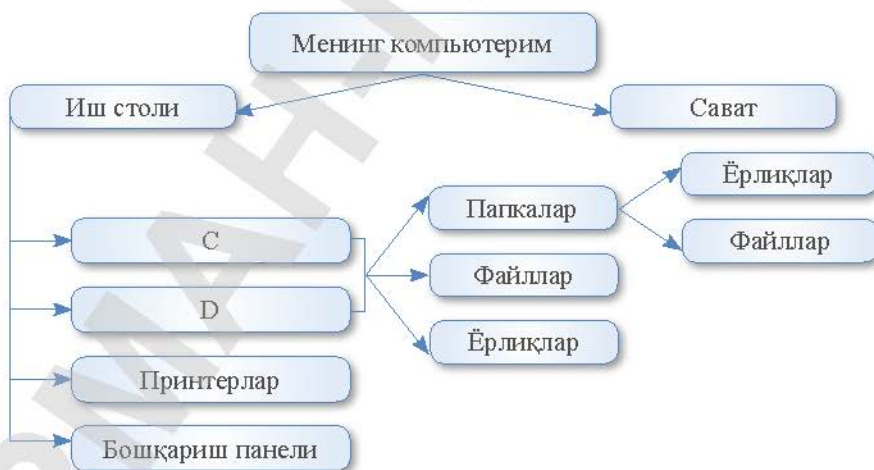 Менинг компьютерим
Иш столи
Сават
C
D
Принтерлар
Бошқариш панели
Папкалар
Файллар
Ёрлиқлар
Ёрлиқлар
Файллар